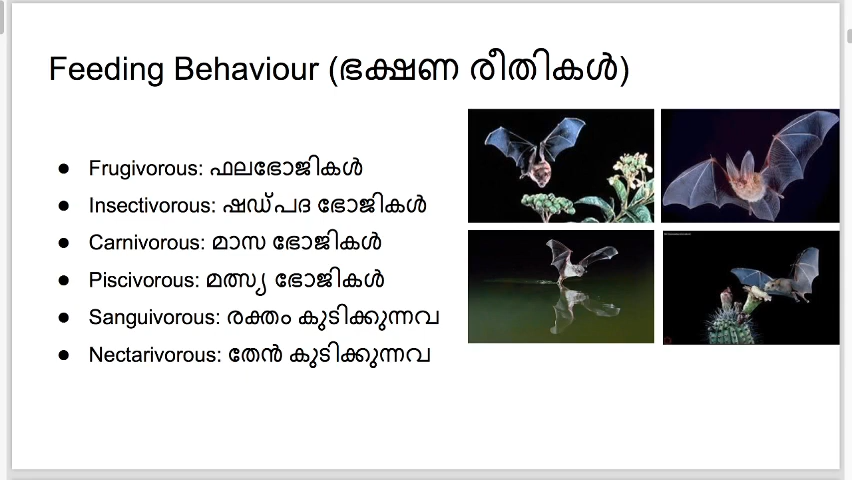 Feeding Behaviour (ഭക്ഷണ രീതികൾ)
● Frugivorous: ഫലഭോജികൾ
● Insectivorous: ഷഡ്പദ ഭോജികൾ
● Carnivorous: മാസ ഭോജികൾ
● Piscivorous: മത്സ്യ ഭോജികൾ
● Sanguivorous: രക്തം കുടിക്കുന്നവ
● Nectarivorous: തേൻ കുടിക്കുന്നവ